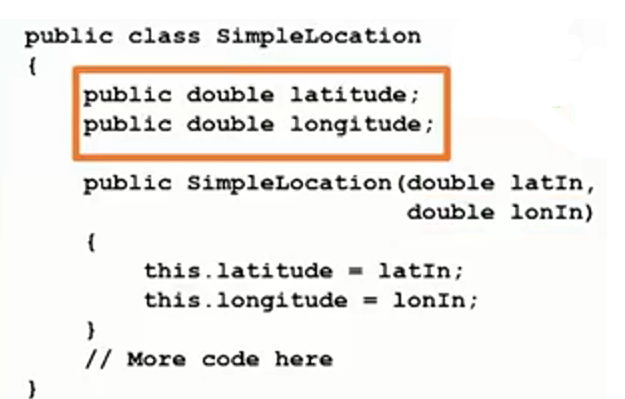 public class SimpleLocation
{
public double latitude;
public double longitude;
public SimpleLocation(double latIn,
double lonIn)
{
this.latitude = latIn;
this.longitude = lonIn;
}
// More code here
}